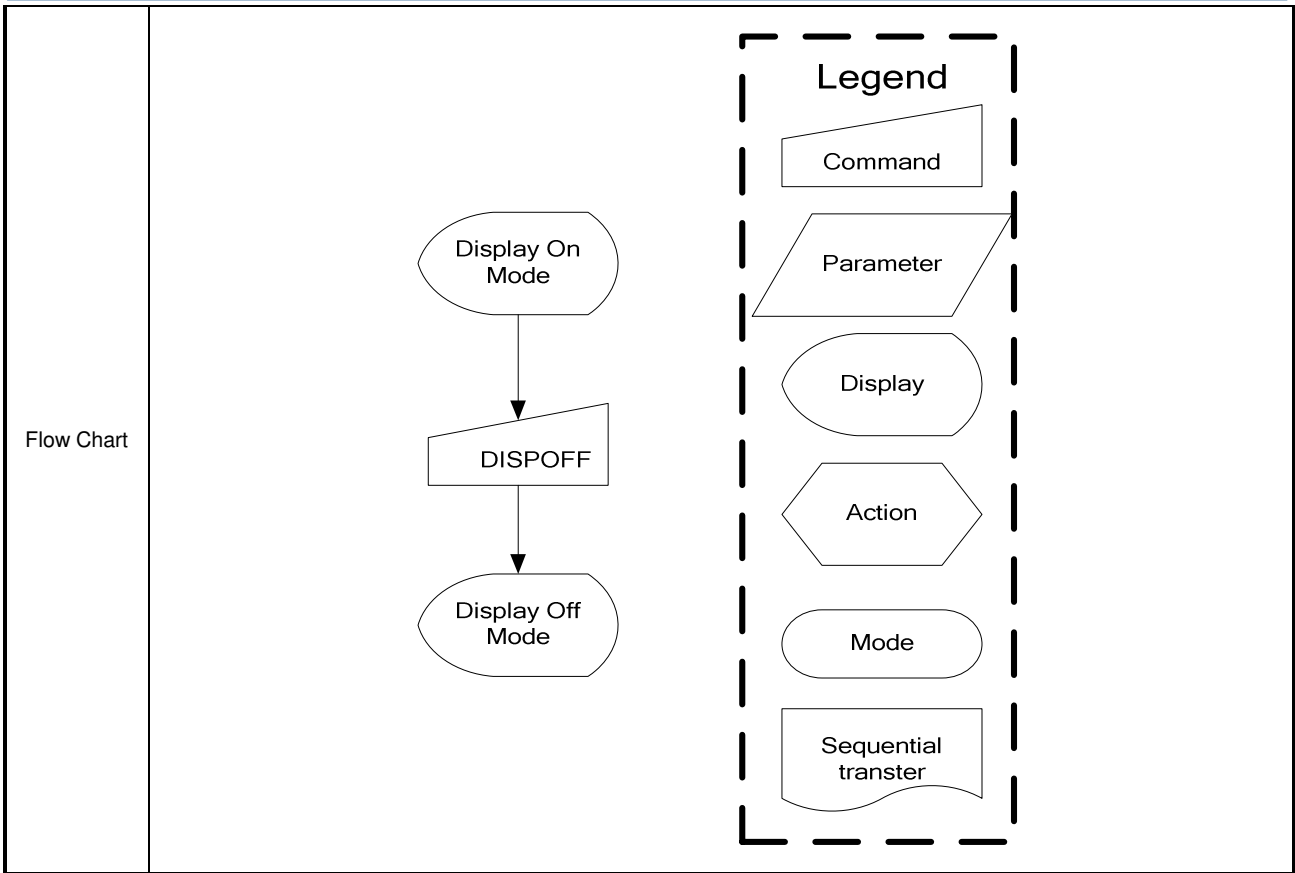 Flow Chart
Display On
Mode
DISPOFF
Display Off
Mode
Legend
Command
Parameter
Display
Action
Mode
Sequential
transter